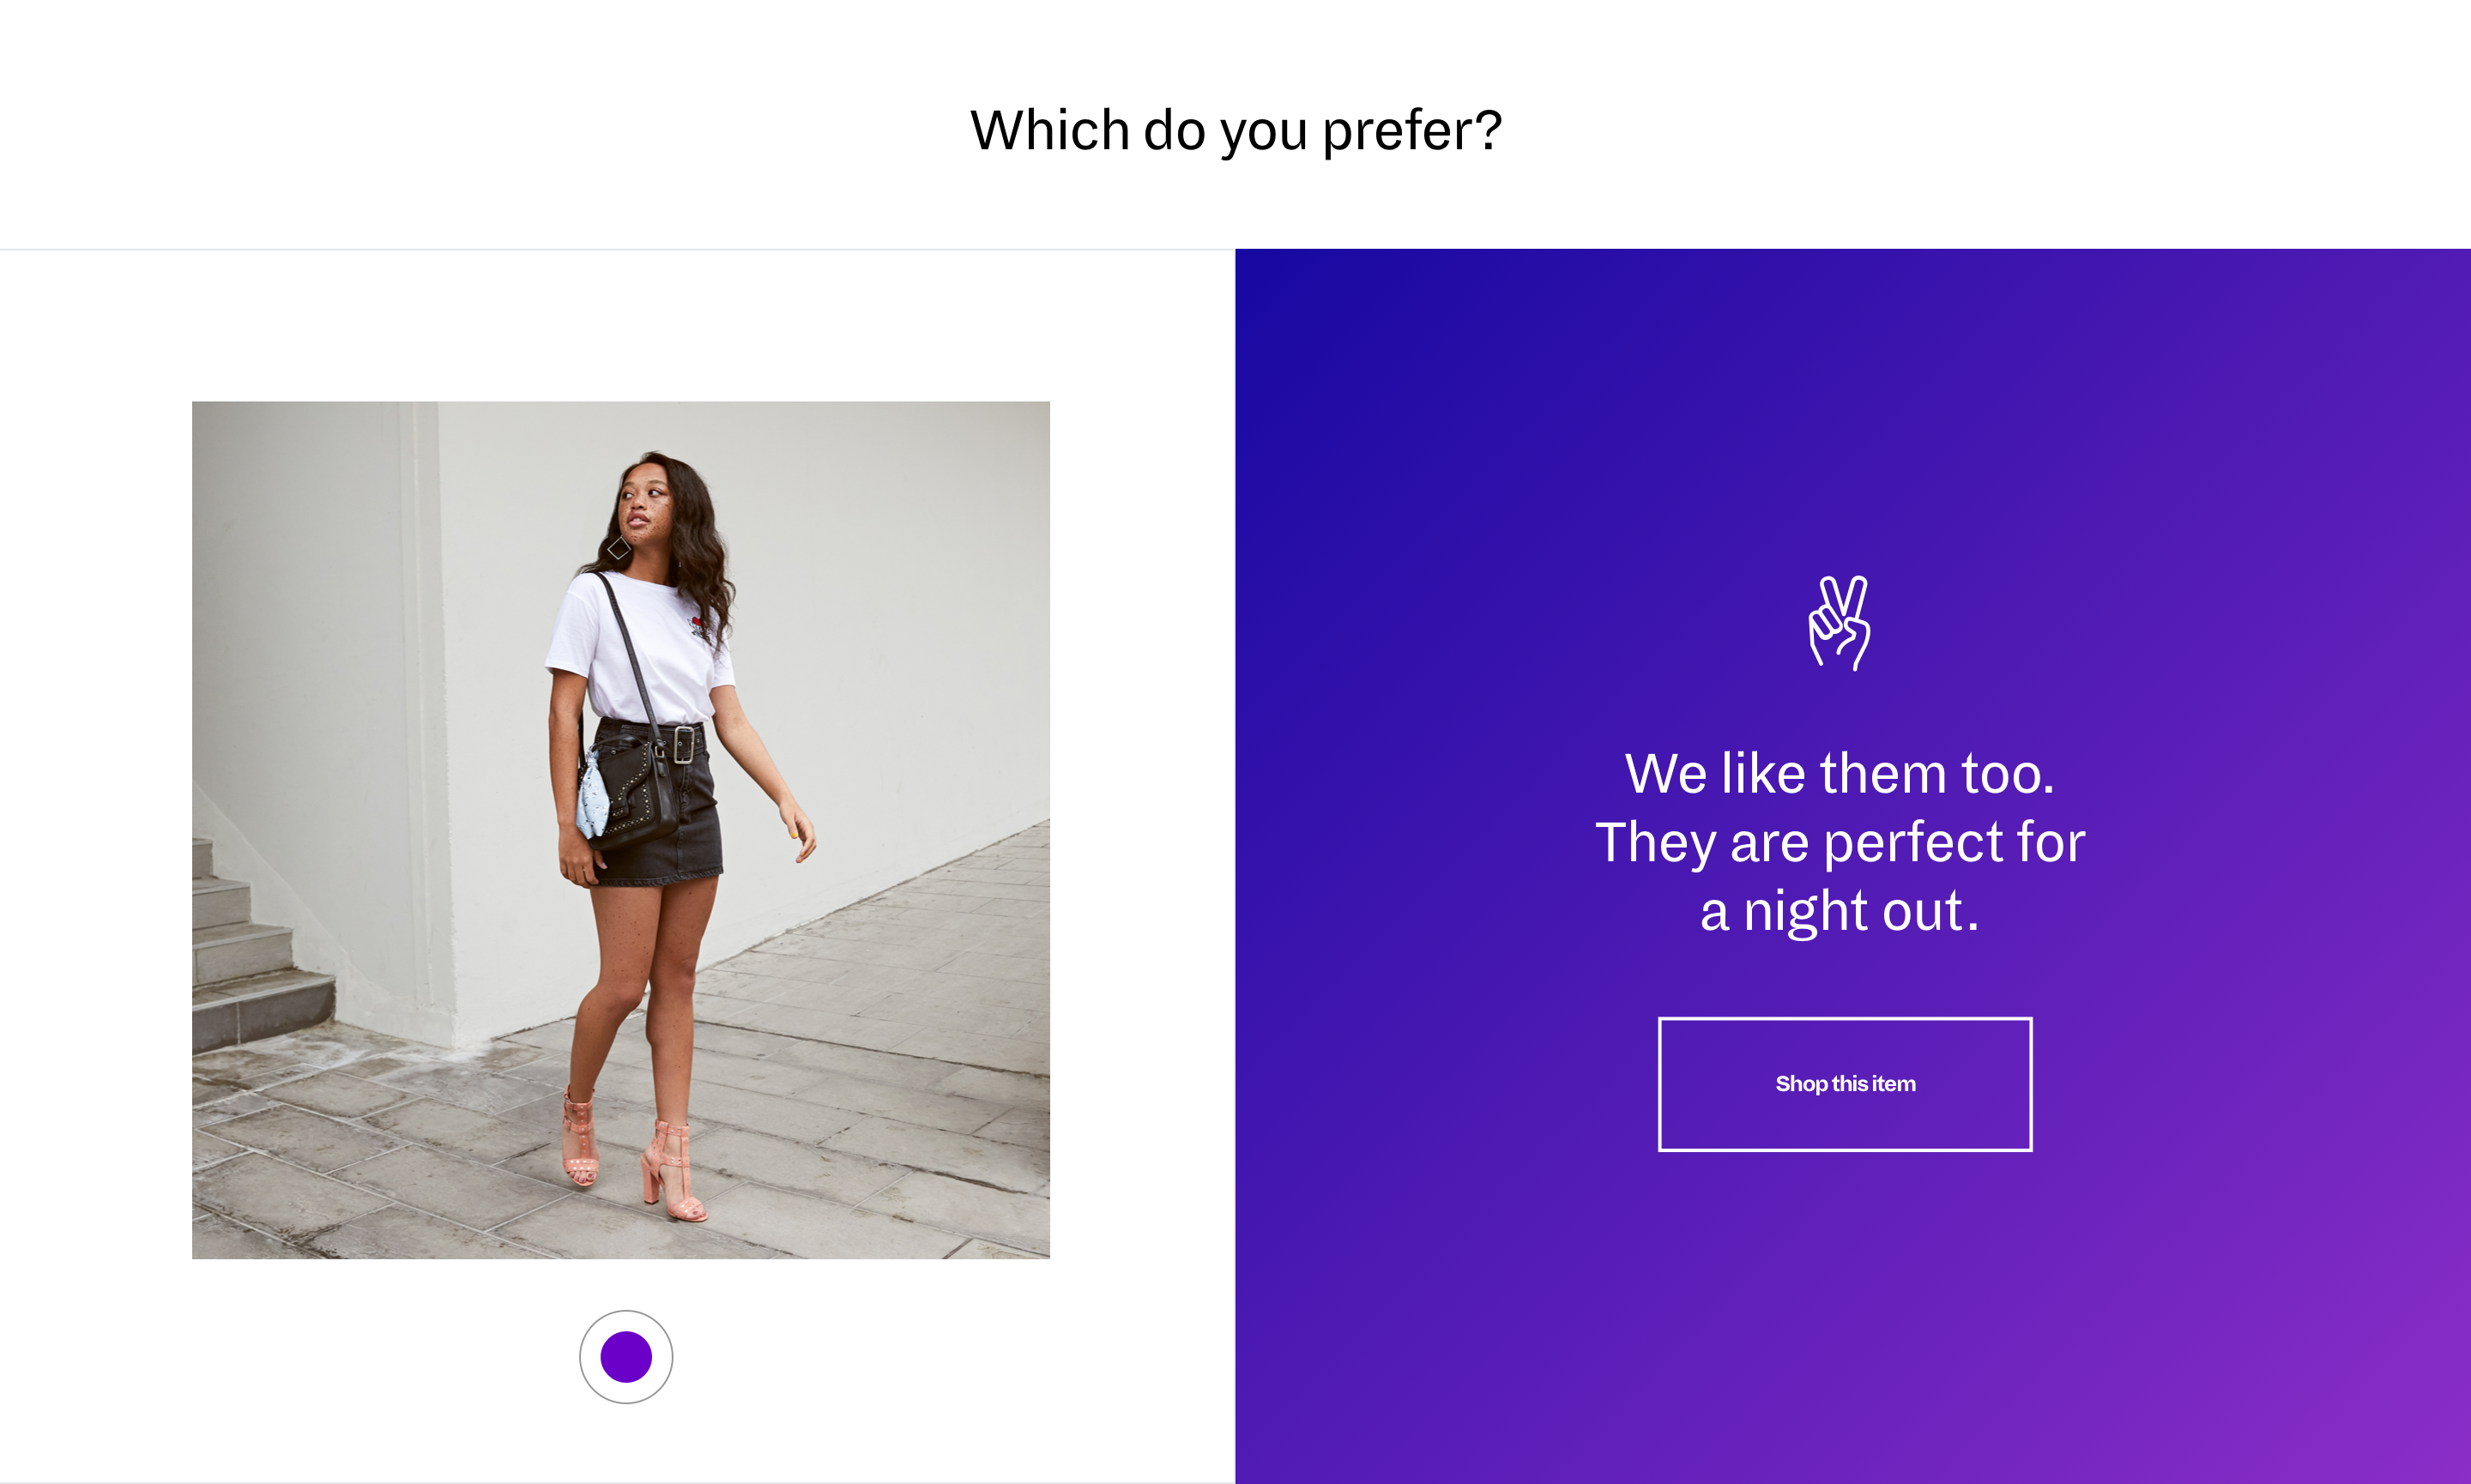 Which do you prefer?
We like them too.
They are perfect for
a night out.
Shop this item